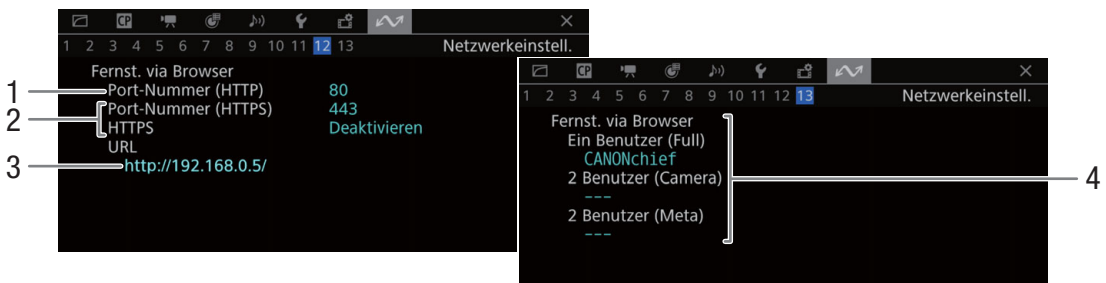 CP
1 2 3 4 5 6 7 8 9 10 11 12 13 Netzwerkeinstell.
Fernst. via Browser
1 Port-Nummer (HTTP) 80
2 Port-Nummer (HTTPS) 443
HTTPS Deaktivieren
URL
3 http://192.168.0.5/
CP
1 2 3 4 5 6 7 8 9 10 11 12 13 Netzwerkeinstell.
Fernst. via Browser
Ein Benutzer (Full)
CANONchief
2 Benutzer (Camera)
---
2 Benutzer (Meta)
---
4